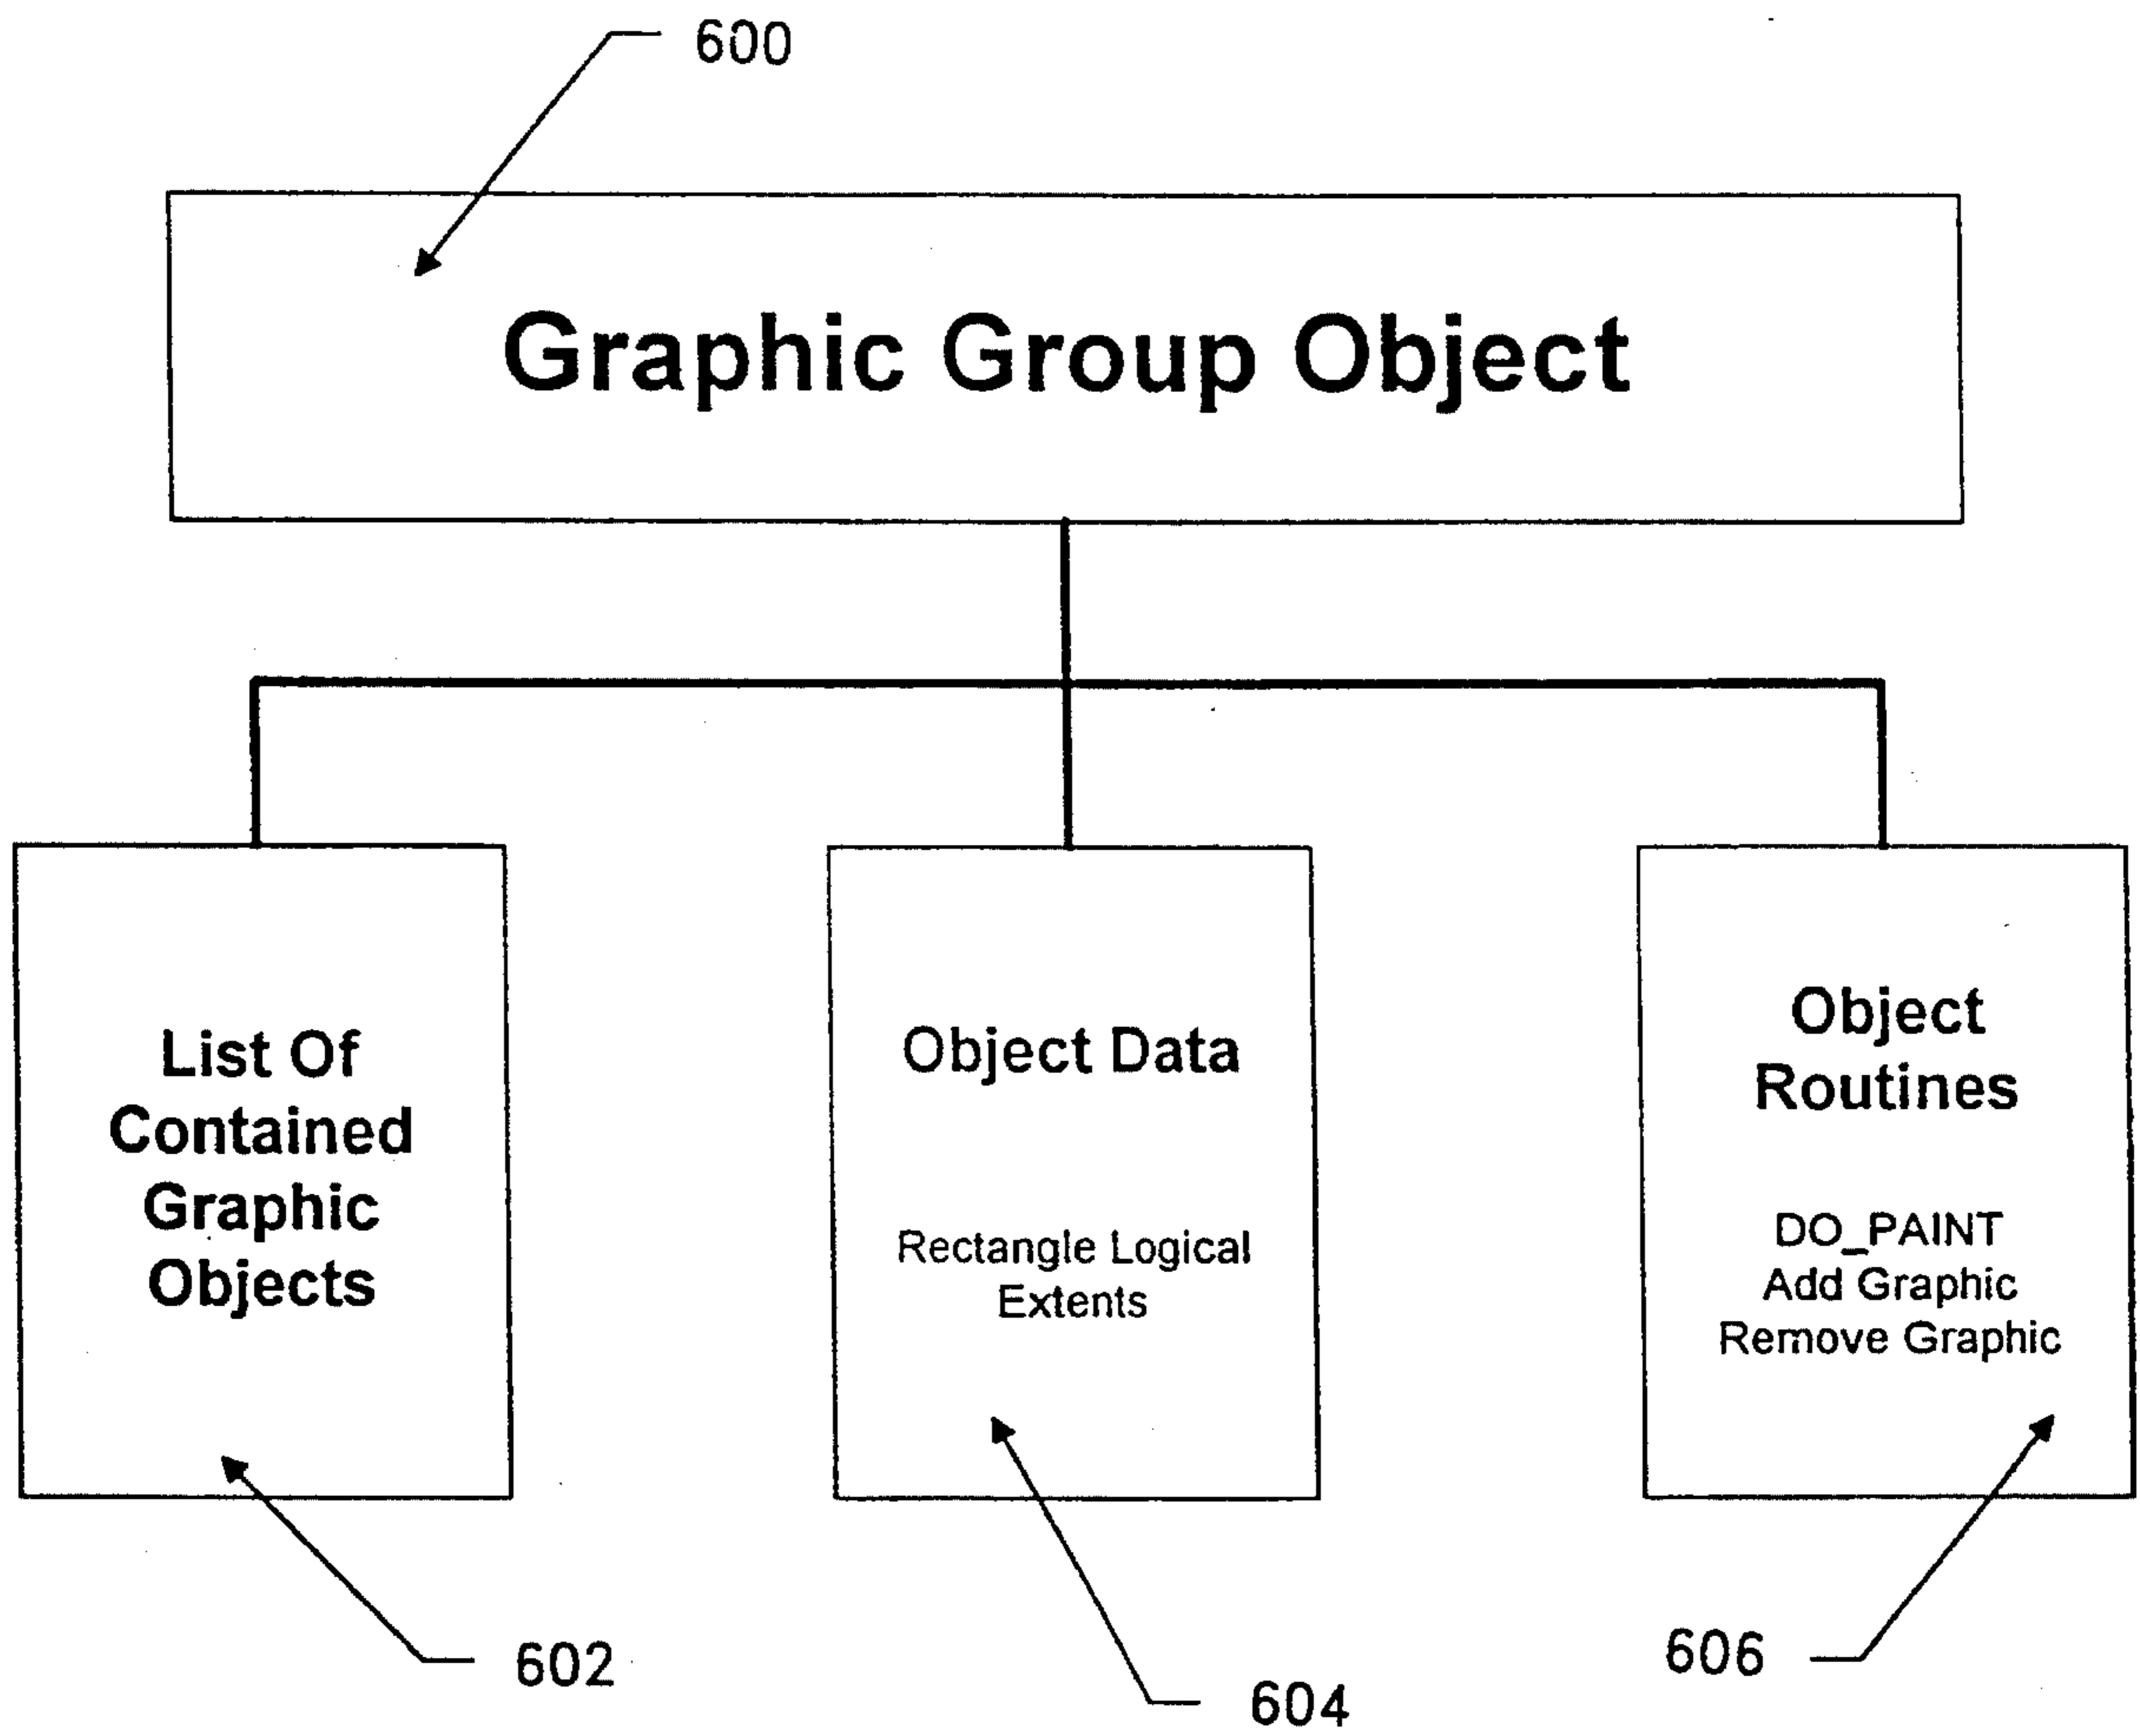 600
Graphic Group Object
List Of
Contained
Graphic
Objects
Object Data
Rectangle Logical
Extents
Object
Routines
DO_PAINT
Add Graphic
Remove Graphic
602
604
606